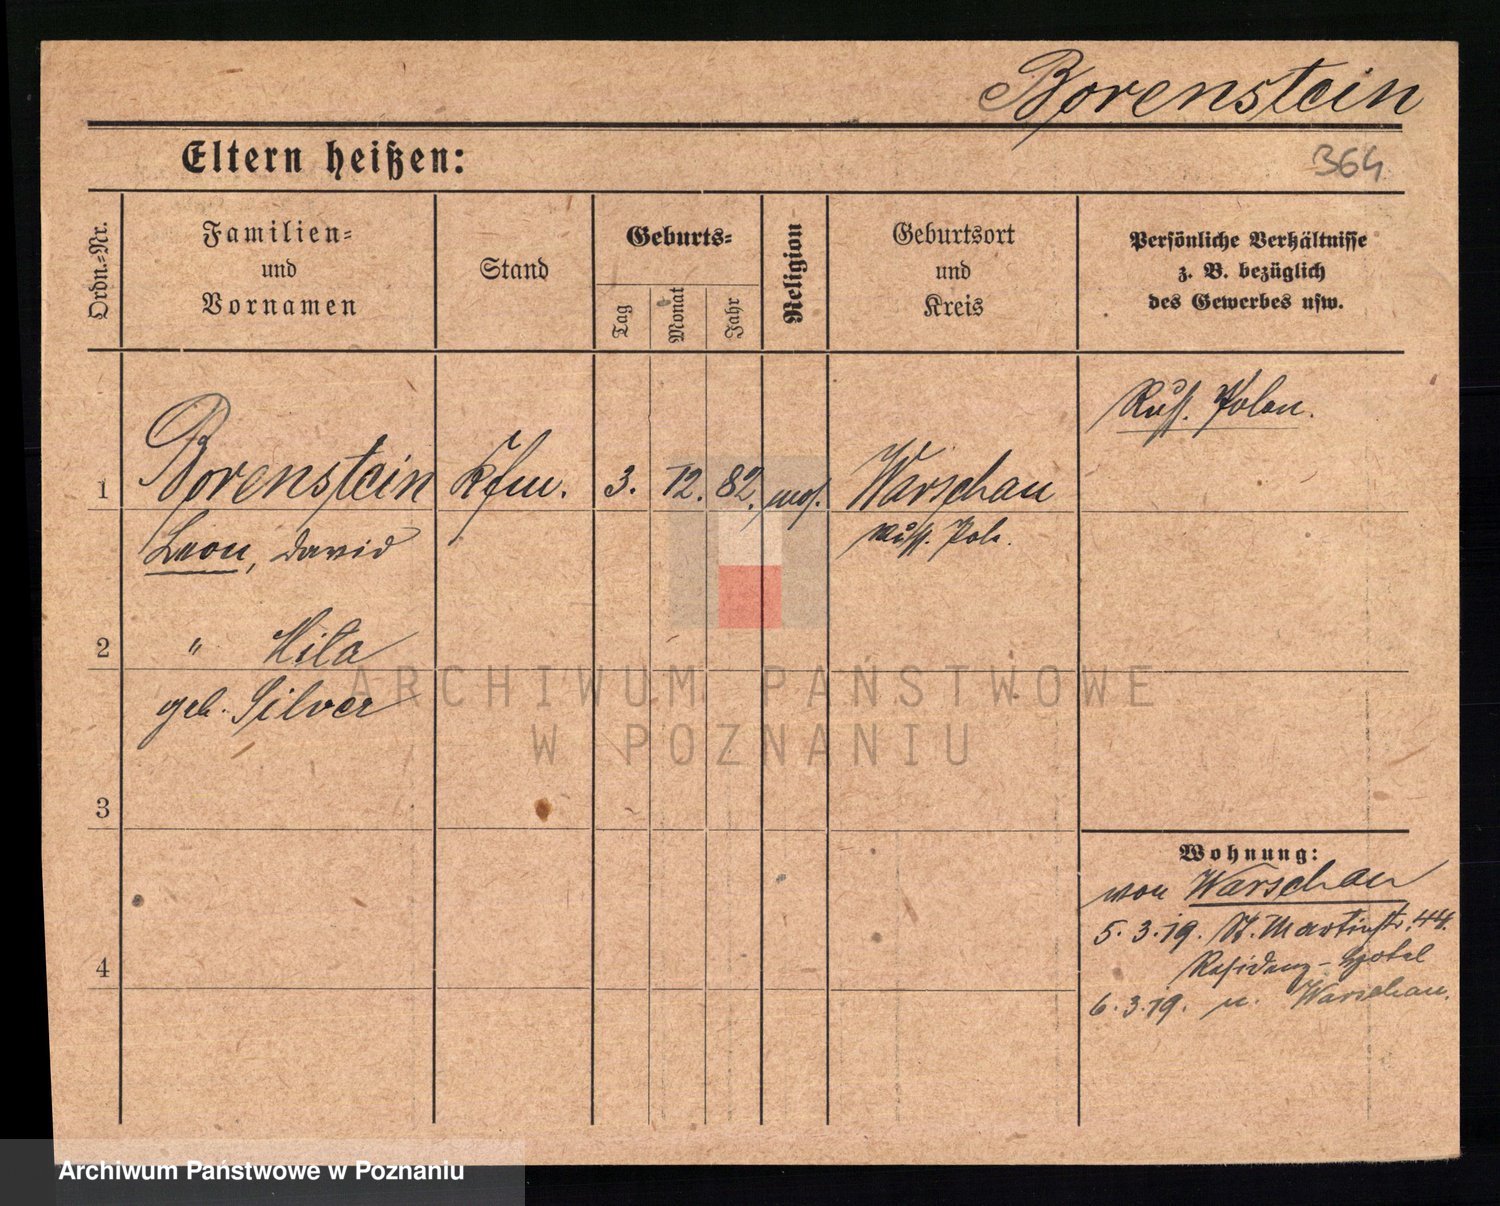 Borenstein
Eltern heißen:
364
Ordn.=Nr.
Familien=
und
Vornamen
Stand
Geburts=
Tag
Monat
Jahr
Religion
Geburtsort
und
Kreis
Persönliche Verhältnisse
z. B. bezüglich
des Gewerbes usw.
Russ. Polen.
1 Borenstein Kfm. 3. 12. 82. mos. Warschau
Leon, David Russ. Pol.
2 " Hila
geb. Silver
3
4
Wohnung:
von Warschau
5. 3. 19. St. Martinstr. 44.
Residenz-Hotel
6. 3. 19. n. Warschau.
ARCHIWUM PAŃSTWOWE
W POZNANIU
Archiwum Państwowe w Poznaniu